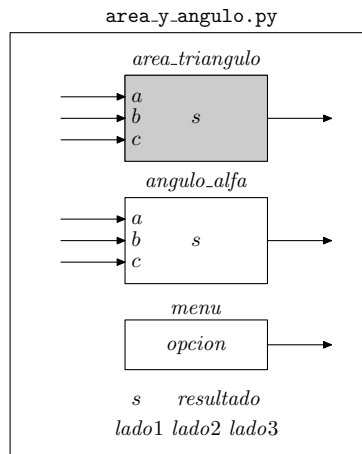 area_y_angulo.py
area_triangulo
a
b s
c
angulo_alfa
a
b s
c
menu
opcion
s resultado
lado1 lado2 lado3